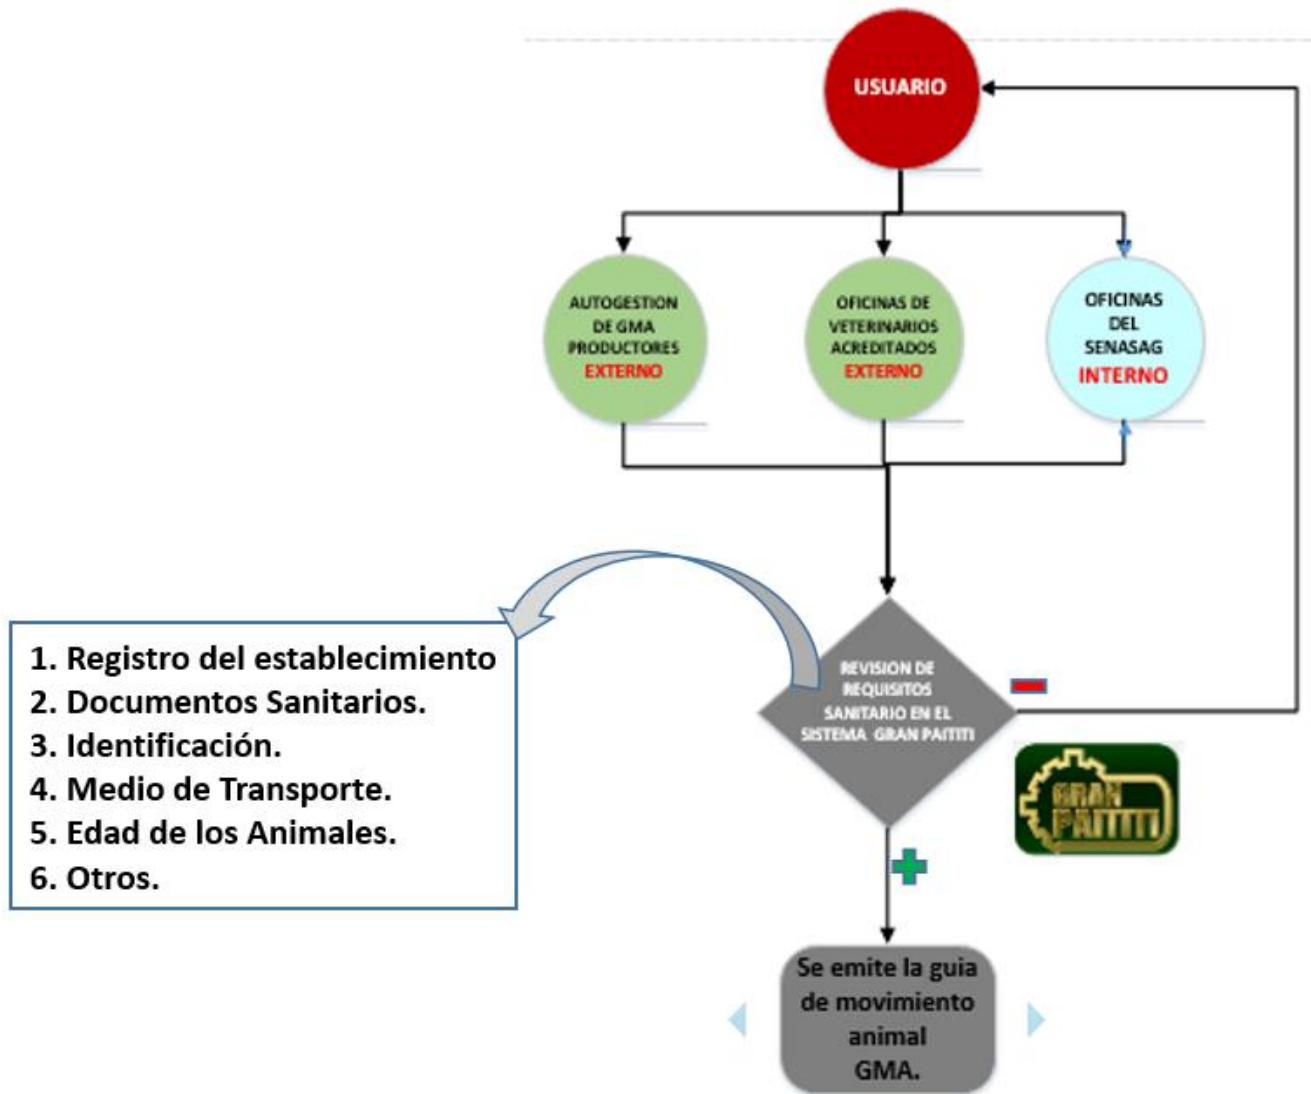 USUARIO
AUTOGESTION
DE GMA
PRODUCTORES
EXTERNO
OFICINAS DE
VETERINARIOS
ACREDITADOS
EXTERNO
OFICINAS
DEL
SENASAG
INTERNO
REVISION DE
REQUISITOS
SANITARIO EN EL
SISTEMA GRAN PAITITI
1. Registro del establecimiento
2. Documentos Sanitarios.
3. Identificación.
4. Medio de Transporte.
5. Edad de los Animales.
6. Otros.
GRAN
PAITITI
Se emite la guia
de movimiento
animal
GMA.